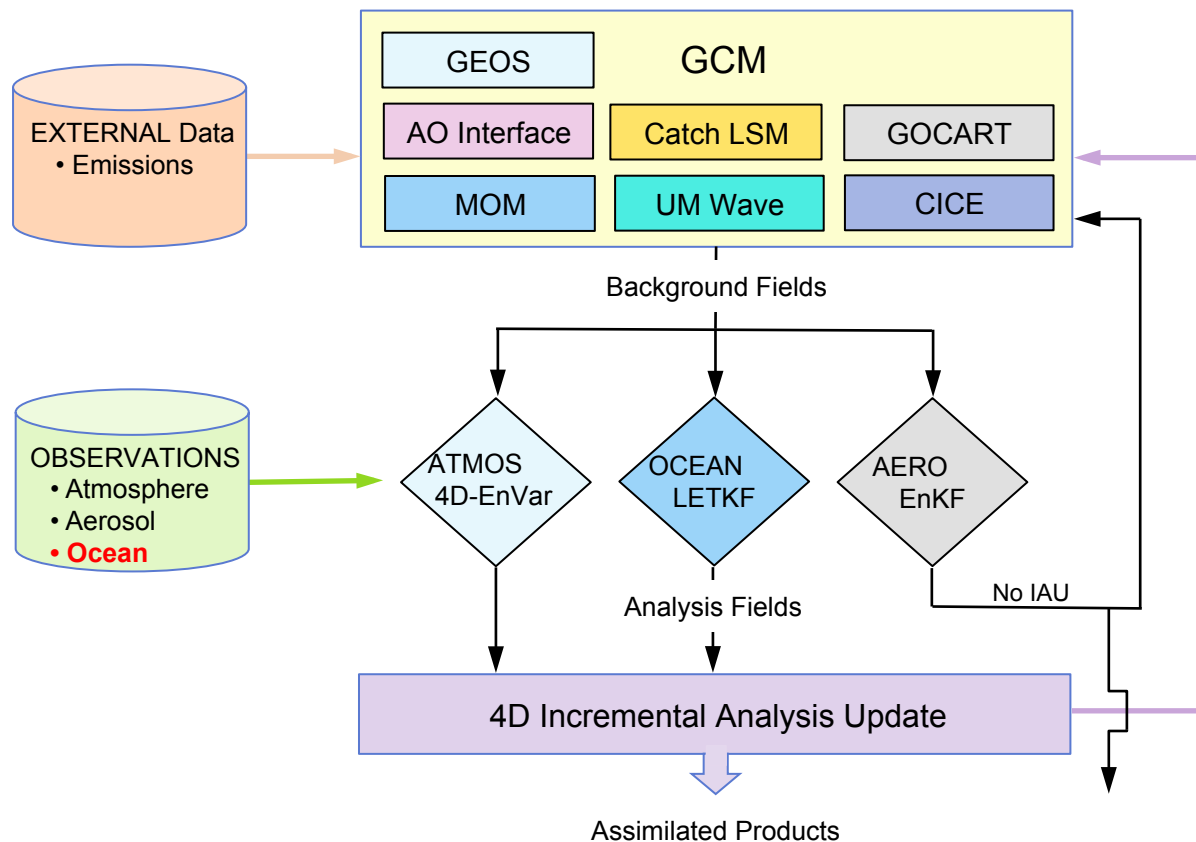 GEOS
GCM
EXTERNAL Data
• Emissions
AO Interface
Catch LSM
GOCART
MOM
UM Wave
CICE
Background Fields
OBSERVATIONS
• Atmosphere
• Aerosol
• Ocean
ATMOS
4D-EnVar
OCEAN
LETKF
AERO
EnKF
No IAU
Analysis Fields
4D Incremental Analysis Update
Assimilated Products